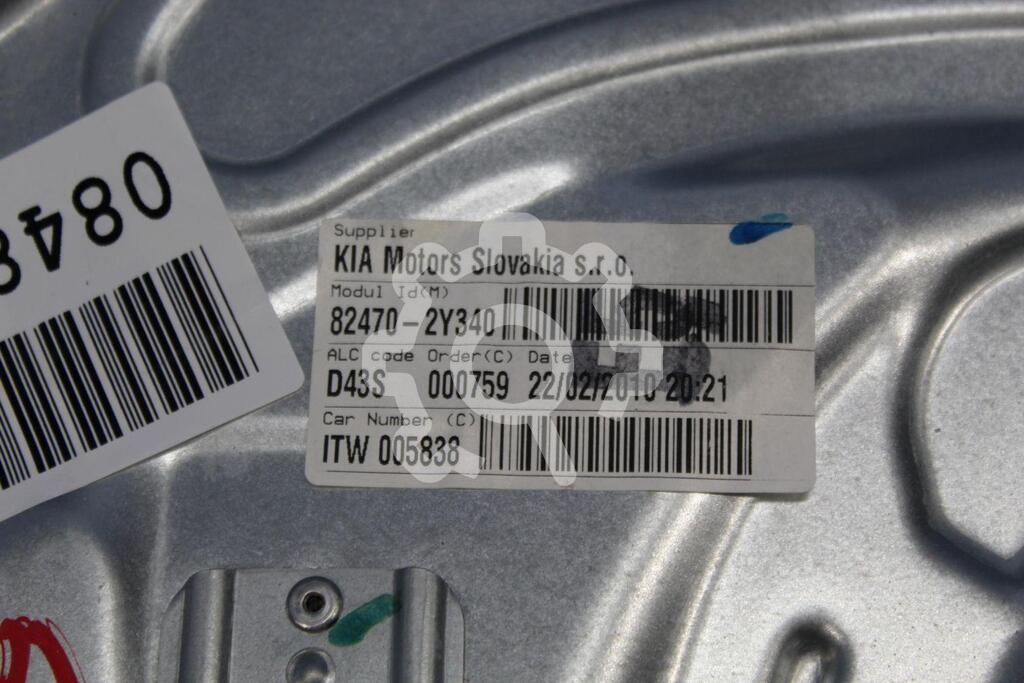 Supplier
KIA Motors Slovakia s.r.o.
Modul Id(M)
82470-2Y340
ALC code Order(C) Date
D43S 000759 22/02/2010 20:21
Car Number (C)
ITW 005838